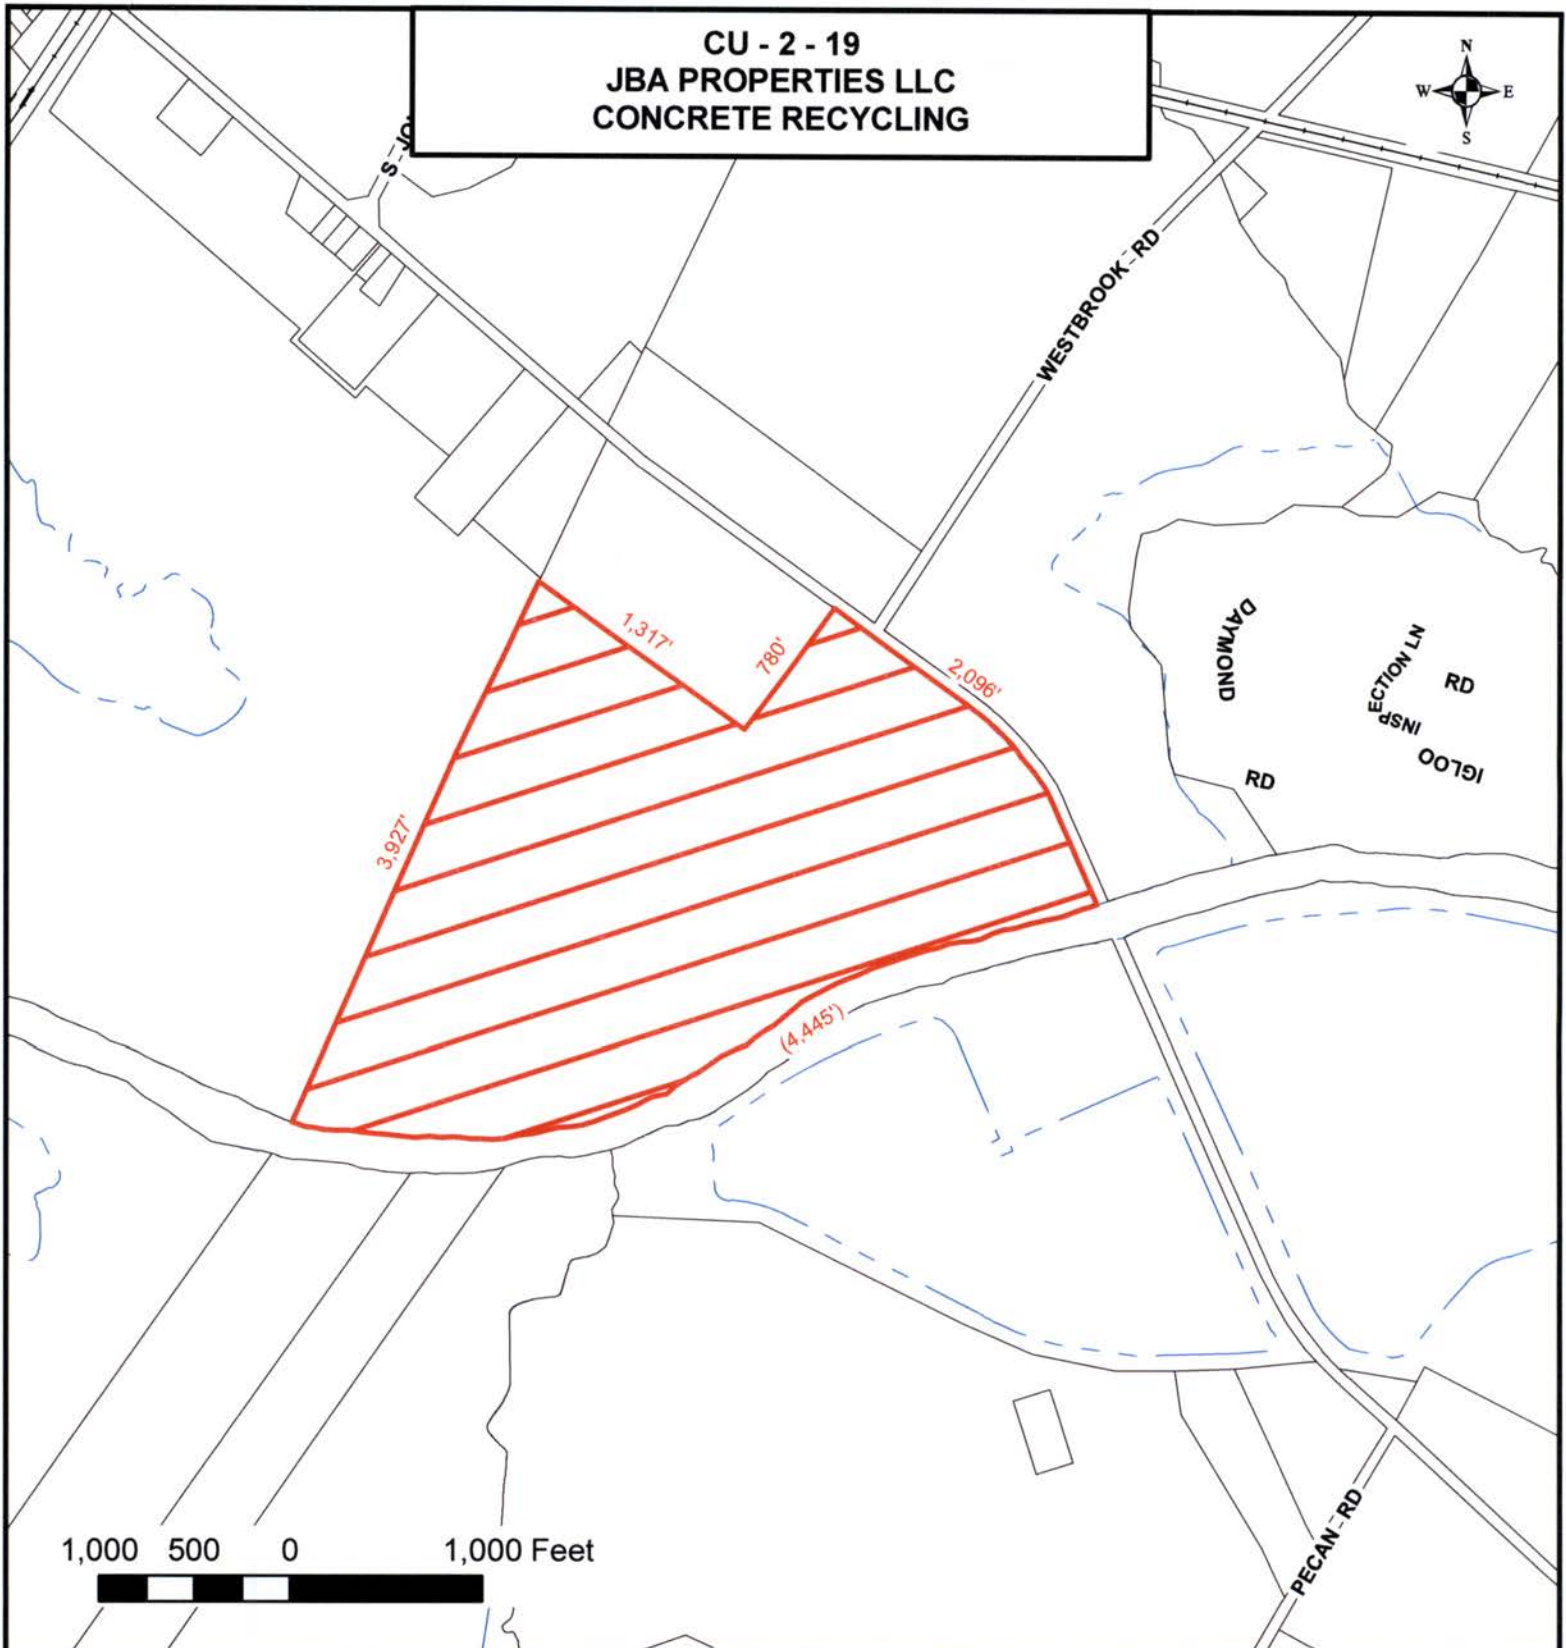 CU - 2 - 19
JBA PROPERTIES LLC
CONCRETE RECYCLING
N
W E
S
WESTBROOK RD
1,317'
780'
2,096'
3,927'
(4,445')
DAYMOND
RD
INSPECTION LN
RD
IGLOO
PECAN RD
1,000 500 0 1,000 Feet